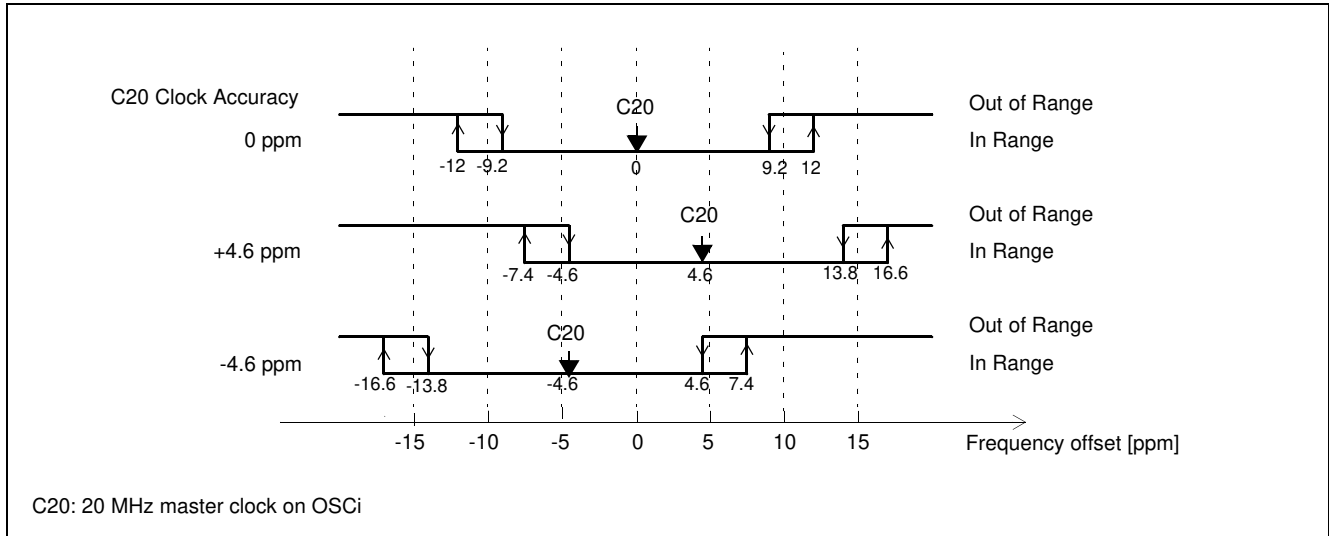 C20 Clock Accuracy
C20
Out of Range
0 ppm
In Range
-12 -9.2 0 9.2 12
C20
Out of Range
+4.6 ppm
In Range
-7.4 -4.6 4.6 13.8 16.6
C20
Out of Range
-4.6 ppm
In Range
-16.6 -13.8 -4.6 4.6 7.4
-15 -10 -5 0 5 10 15
Frequency offset [ppm]
C20: 20 MHz master clock on OSCi